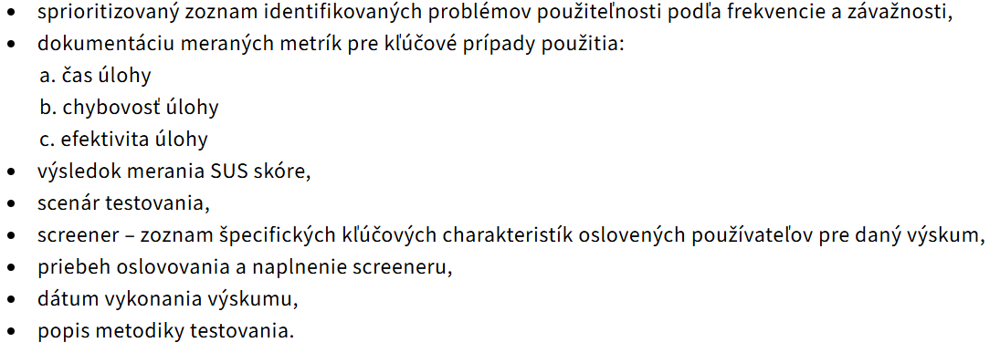 • sprioritizovaný zoznam identifikovaných problémov použiteľnosti podľa frekvencie a závažnosti,
• dokumentáciu meraných metrík pre kľúčové prípady použitia:
a. čas úlohy
b. chybovosť úlohy
c. efektivita úlohy
• výsledok merania SUS skóre,
• scenár testovania,
• screener – zoznam špecifických kľúčových charakteristík oslovených používateľov pre daný výskum,
• priebeh oslovovania a naplnenie screeneru,
• dátum vykonania výskumu,
• popis metodiky testovania.